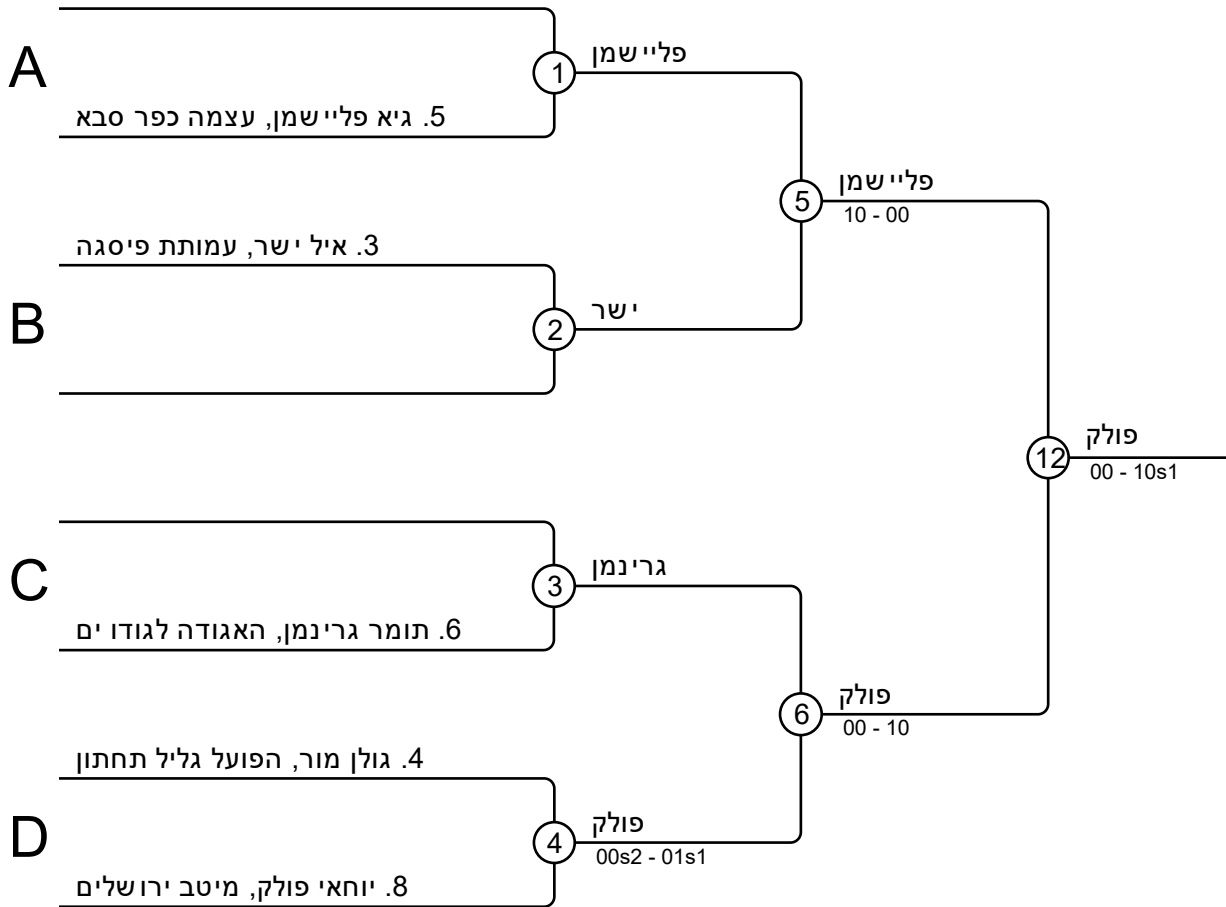 A
5. גיא פליישמן, עצמה כפר סבא
1
פליישמן
3. איל ישר, עמותת פיסגה
B
2
ישר
5
פליישמן
10 - 00
C
6. תומר גרינמן, האגודה לגודו ים
3
גרינמן
4. גולן מור, הפועל גליל תחתון
D
8. יוחאי פולק, מיטב ירושלים
4
פולק
00s2 - 01s1
6
פולק
00 - 10
12
פולק
00 - 10s1